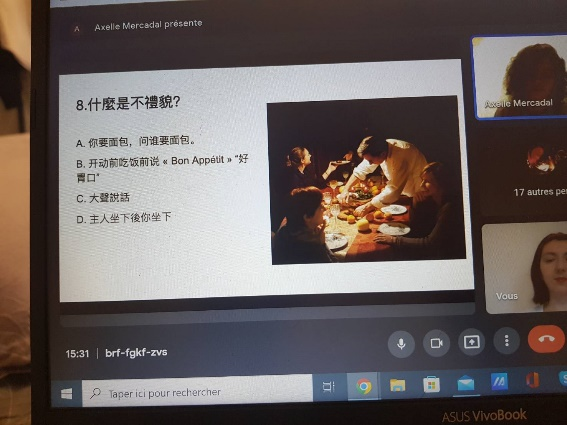 Axelle Mercadal présente
8.什麼是不禮貌?
A. 你要面包，问谁要面包。
B. 开动前吃饭前说 « Bon Appétit » “好
胃口”
C. 大聲說話
D. 主人坐下後你坐下
Axelle Mercadal
17 autres
Vous
15:31 | brf-fgkf-zvs
Taper ici pour rechercher
ASUS VivoBook